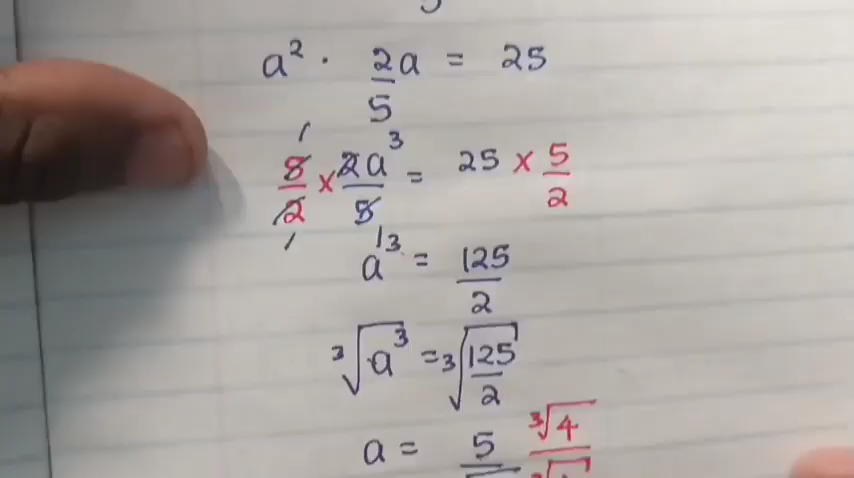 a² · 2/5 a = 25
5/2 × 2a³/5 = 25 × 5/2
a³ = 125/2
∛a³ = ∛125/2
a = 5 ∛4